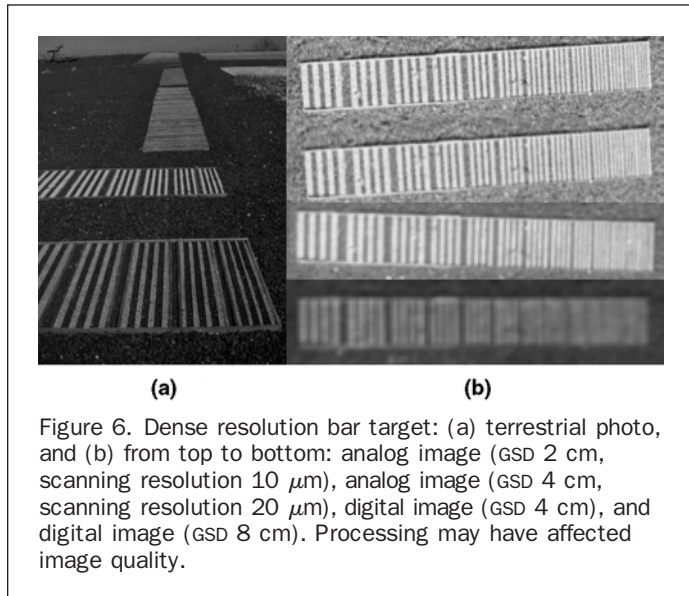 (a)
(b)
Figure 6. Dense resolution bar target: (a) terrestrial photo,
and (b) from top to bottom: analog image (GSD 2 cm,
scanning resolution 10 μm), analog image (GSD 4 cm,
scanning resolution 20 μm), digital image (GSD 4 cm), and
digital image (GSD 8 cm). Processing may have affected
image quality.